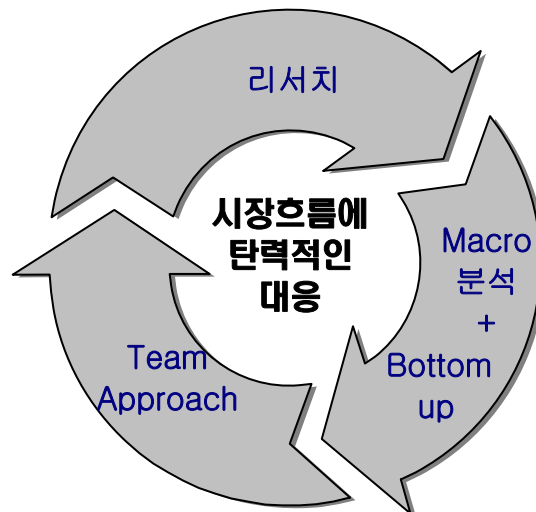 리서치
시장흐름에
탄력적인
대응
Macro
분석
+
Bottom
up
Team
Approach